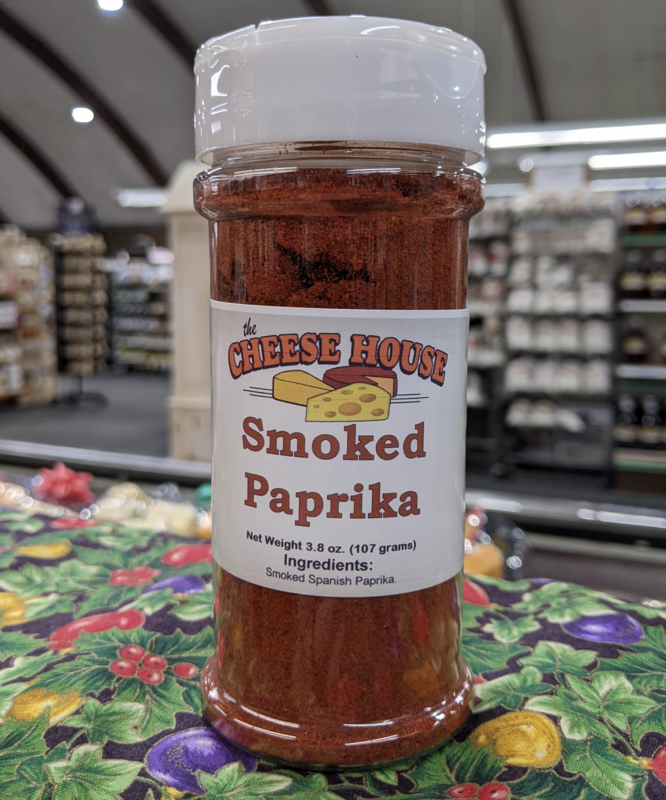 the
CHEESE HOUSE
Smoked
Paprika
Net Weight 3.8 oz. (107 grams)
Ingredients:
Smoked Spanish Paprika.